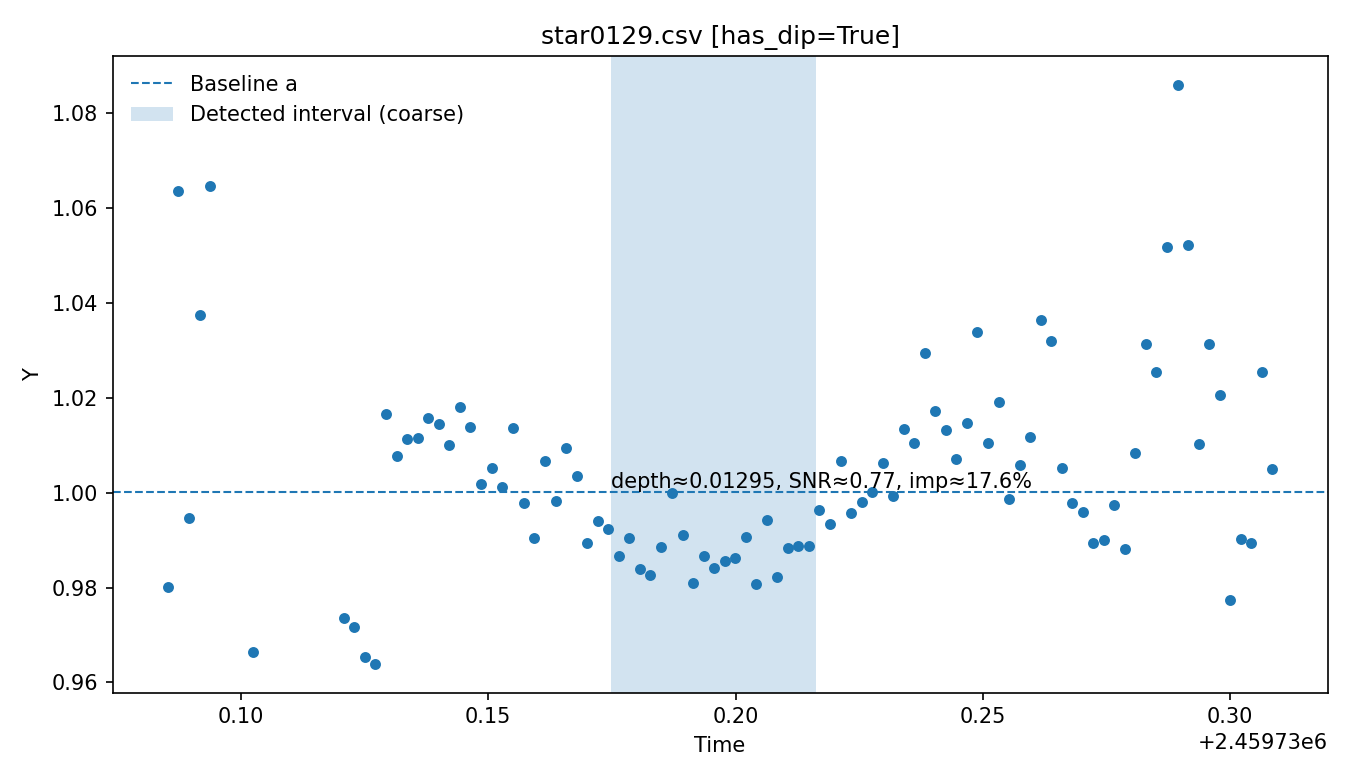 star0129.csv [has_dip=True]
Baseline a
Detected interval (coarse)
depth≈0.01295, SNR≈0.77, imp≈17.6%
Y
1.08
1.06
1.04
1.02
1.00
0.98
0.96
0.10 0.15 0.20 0.25 0.30
Time
+2.45973e6